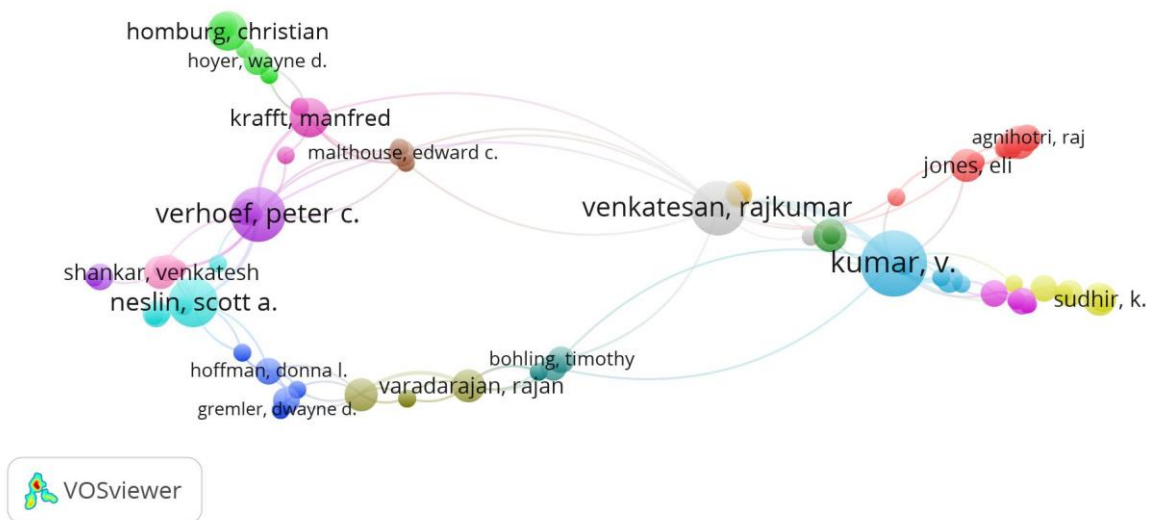 homburg, christian
hoyer, wayne d.
krafft, manfred
malthouse, edward c.
agnihotri, raj
jones, eli
verhoef, peter c.
venkatesan, rajkumar
kumar, v.
shankar, venkatesh
neslin, scott a.
sudhir, k.
bohling, timothy
hoffman, donna l.
varadarajan, rajan
gremler, dwayne d.
VOSviewer